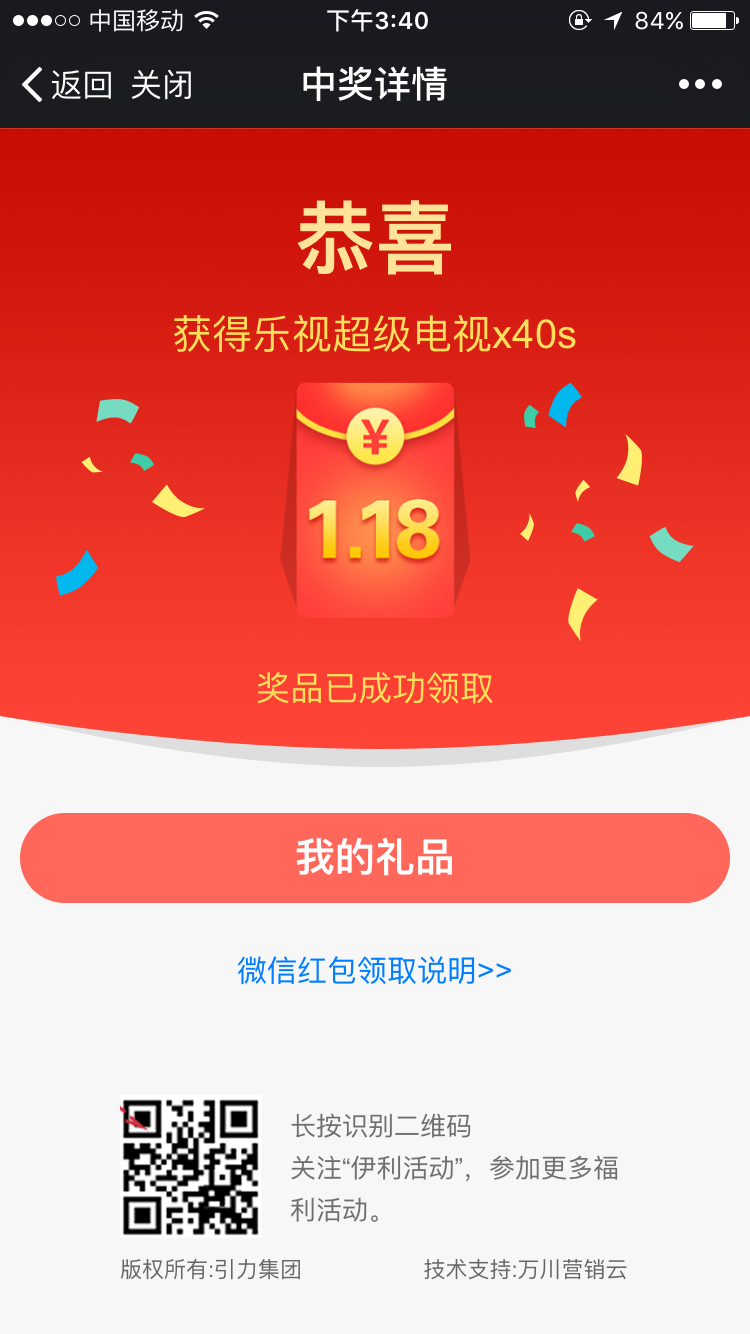 中国移动
下午3:40
84%
返回 关闭
中奖详情
恭喜
获得乐视超级电视x40s
¥
1.18
奖品已成功领取
我的礼品
微信红包领取说明>>
长按识别二维码
关注“伊利活动”，参加更多福
利活动。
版权所有:引力集团
技术支持:万川营销云